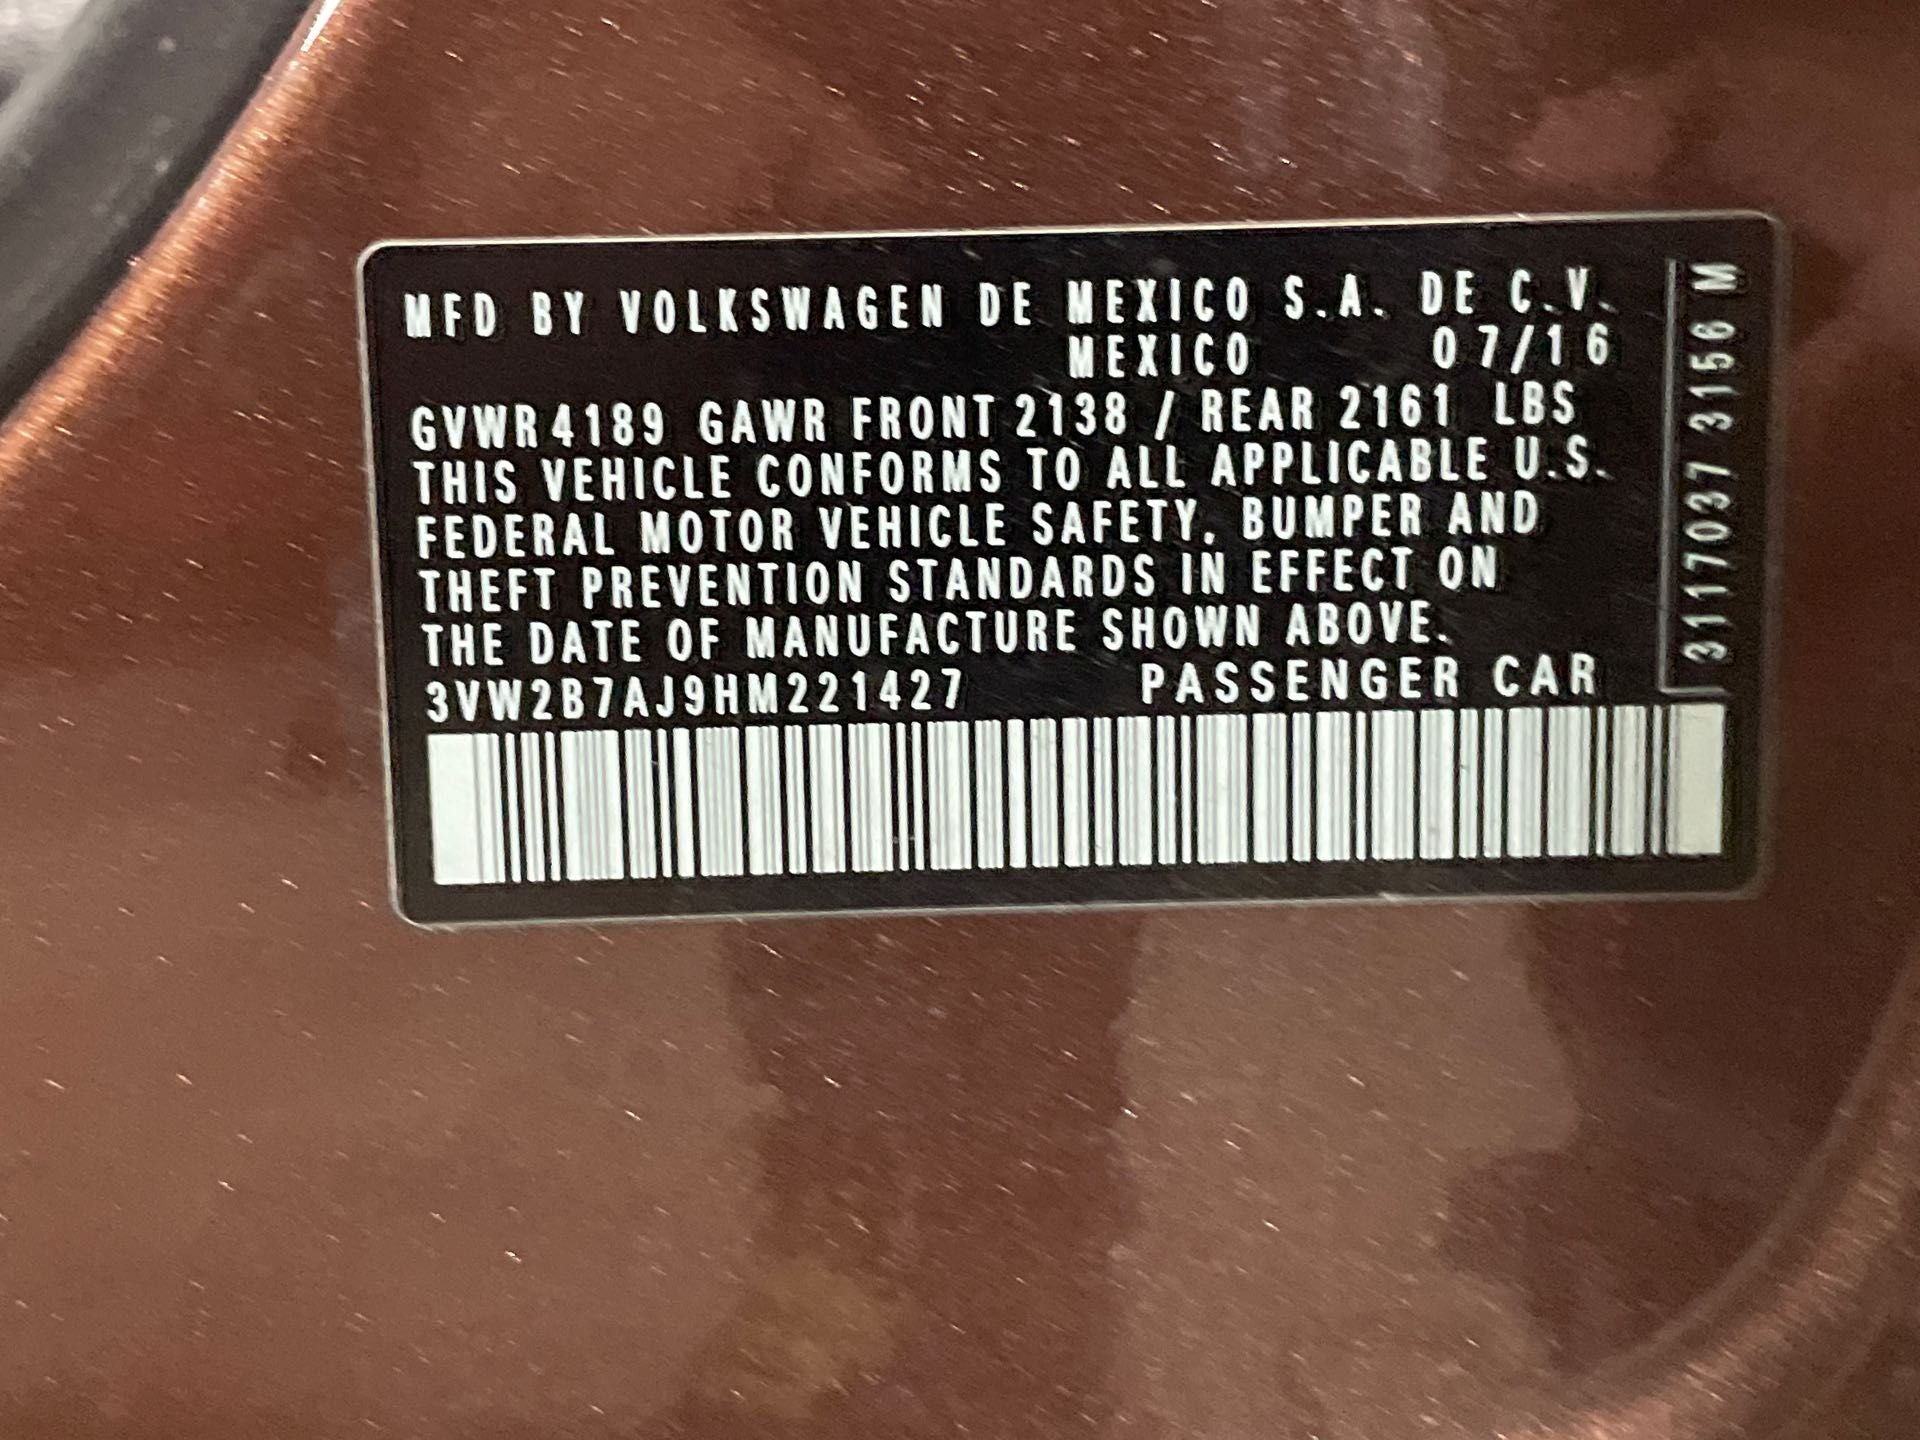 MFD BY VOLKSWAGEN DE MEXICO S.A. DE C.V.
MEXICO 07/16
GVWR 4189 GAWR FRONT 2138 / REAR 2161 LBS
THIS VEHICLE CONFORMS TO ALL APPLICABLE U.S.
FEDERAL MOTOR VEHICLE SAFETY, BUMPER AND
THEFT PREVENTION STANDARDS IN EFFECT ON
THE DATE OF MANUFACTURE SHOWN ABOVE.
3VW2B7AJ9HM221427 PASSENGER CAR
3117037 3156 M